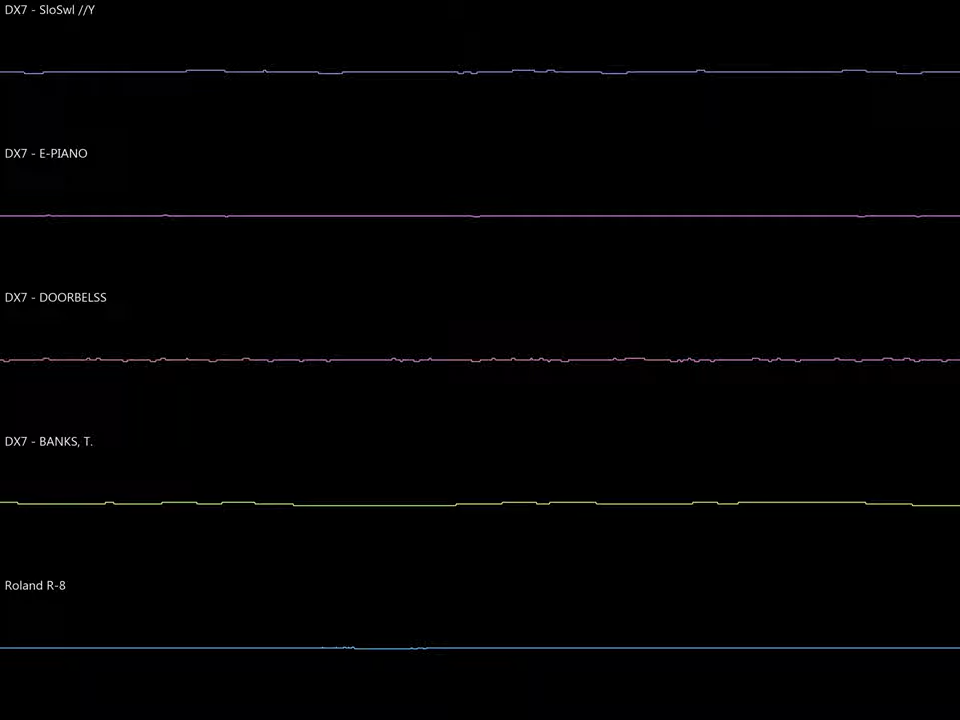 DX7 - SloSwl //Y
DX7 - E-PIANO
DX7 - DOORBELSS
DX7 - BANKS, T.
Roland R-8